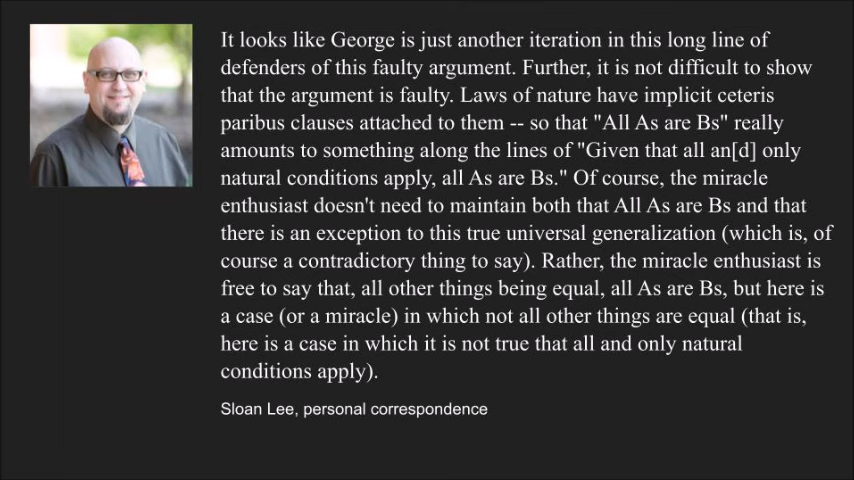 It looks like George is just another iteration in this long line of
defenders of this faulty argument. Further, it is not difficult to show
that the argument is faulty. Laws of nature have implicit ceteris
paribus clauses attached to them -- so that "All As are Bs" really
amounts to something along the lines of "Given that all an[d] only
natural conditions apply, all As are Bs." Of course, the miracle
enthusiast doesn't need to maintain both that All As are Bs and that
there is an exception to this true universal generalization (which is, of
course a contradictory thing to say). Rather, the miracle enthusiast is
free to say that, all other things being equal, all As are Bs, but here is
a case (or a miracle) in which not all other things are equal (that is,
here is a case in which it is not true that all and only natural
conditions apply).
Sloan Lee, personal correspondence